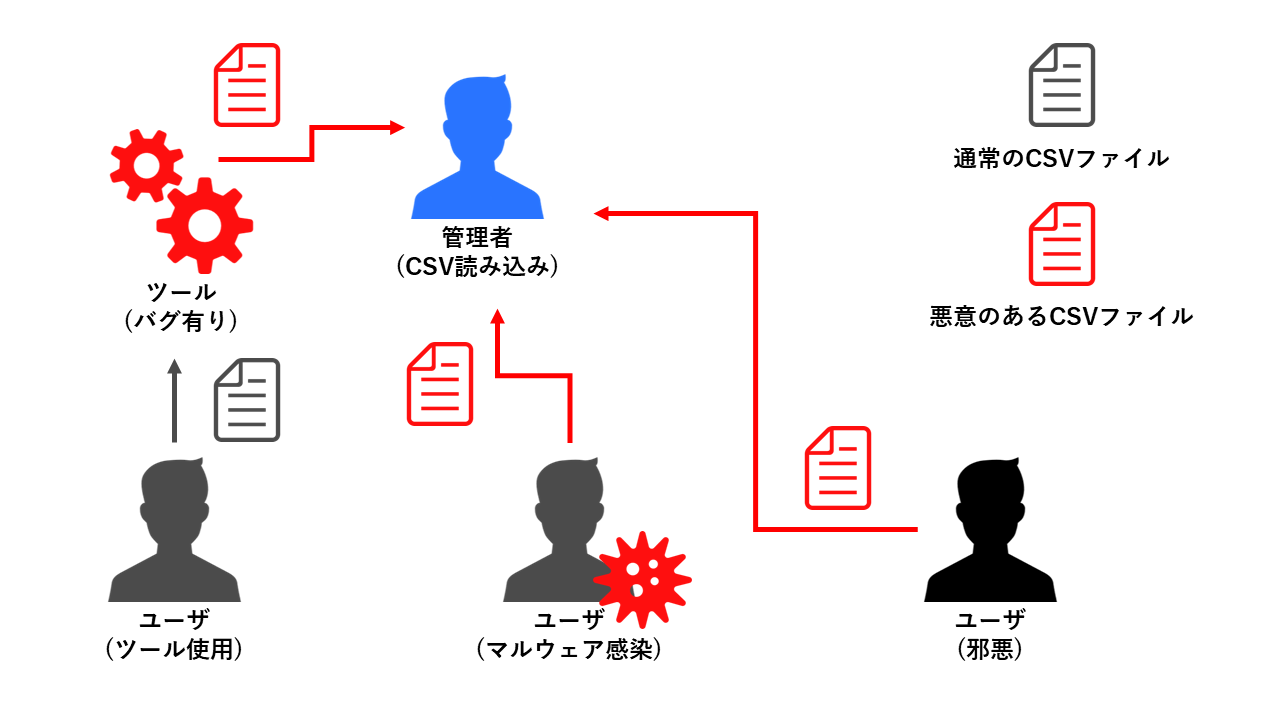 通常のCSVファイル
管理者
（CSV読み込み）
ツール
（バグ有り）
悪意のあるCSVファイル
ユーザ
（ツール使用）
ユーザ
（マルウェア感染）
ユーザ
（邪悪）